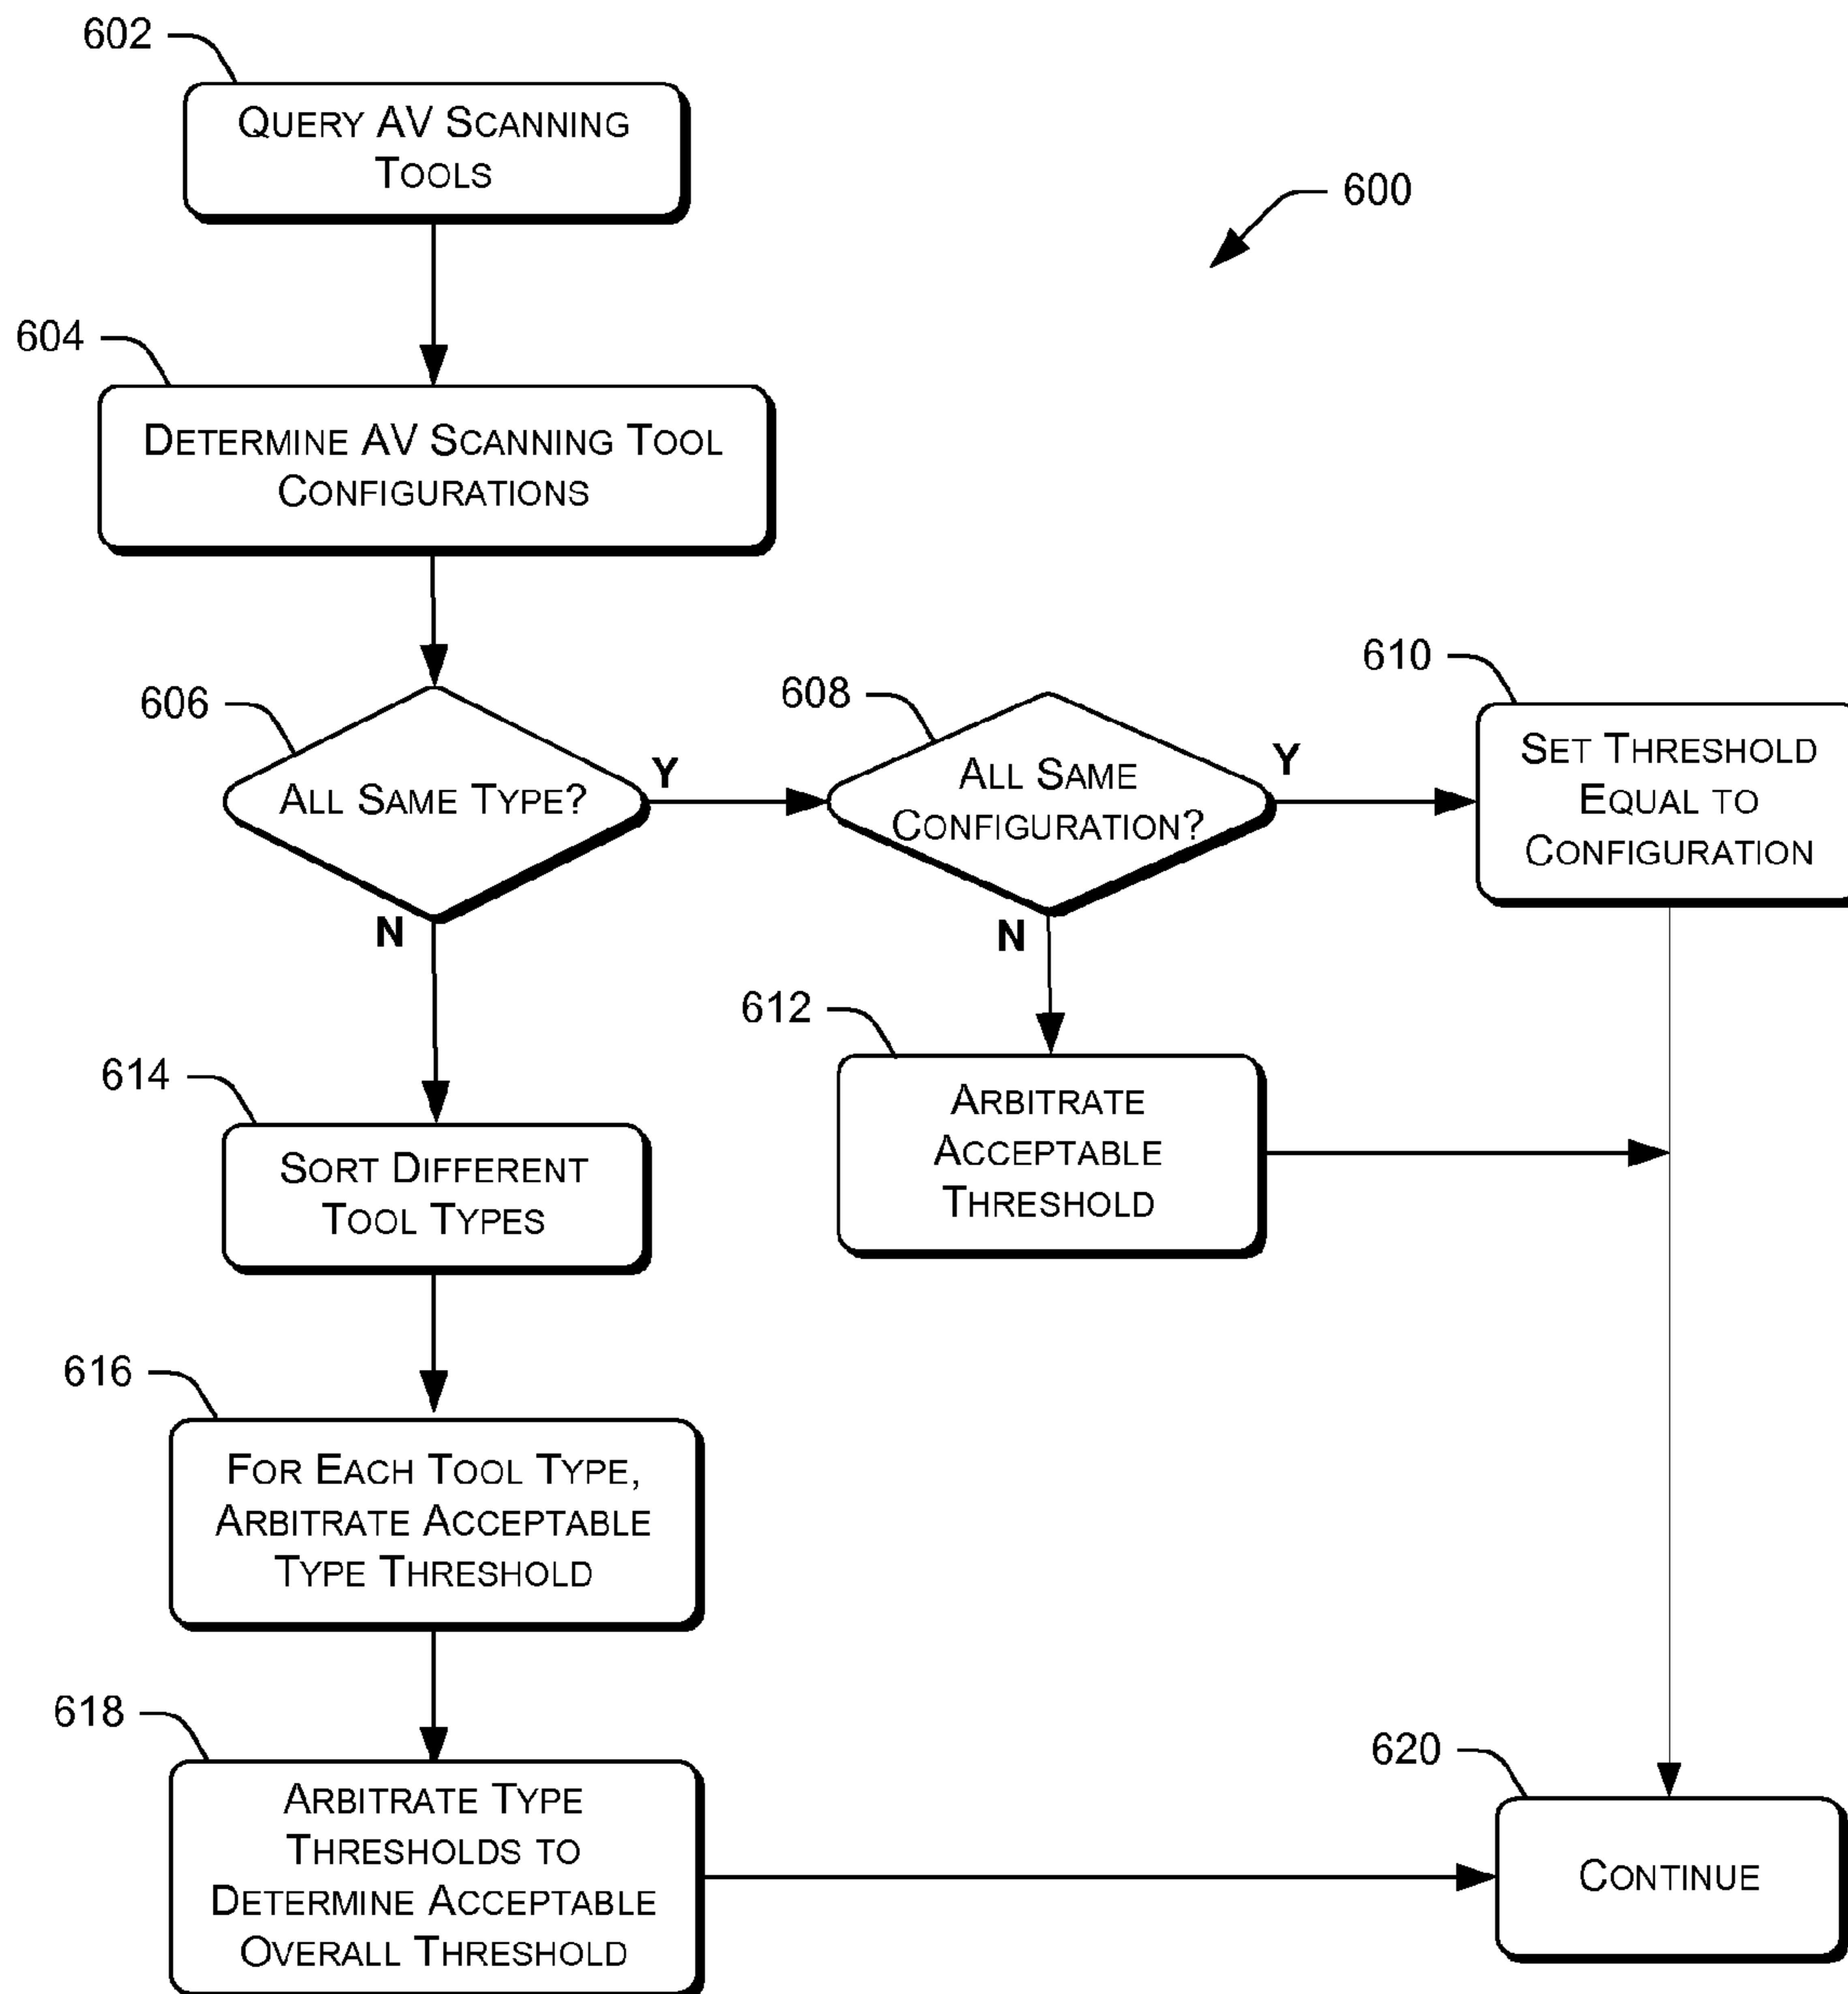 602
QUERY AV SCANNING
TOOLS
600
604
DETERMINE AV SCANNING TOOL
CONFIGURATIONS
606
ALL SAME TYPE?
Y
N
608
ALL SAME
CONFIGURATION?
Y
N
610
SET THRESHOLD
EQUAL TO
CONFIGURATION
612
ARBITRATE
ACCEPTABLE
THRESHOLD
614
SORT DIFFERENT
TOOL TYPES
616
FOR EACH TOOL TYPE,
ARBITRATE ACCEPTABLE
TYPE THRESHOLD
618
ARBITRATE TYPE
THRESHOLDS TO
DETERMINE ACCEPTABLE
OVERALL THRESHOLD
620
CONTINUE